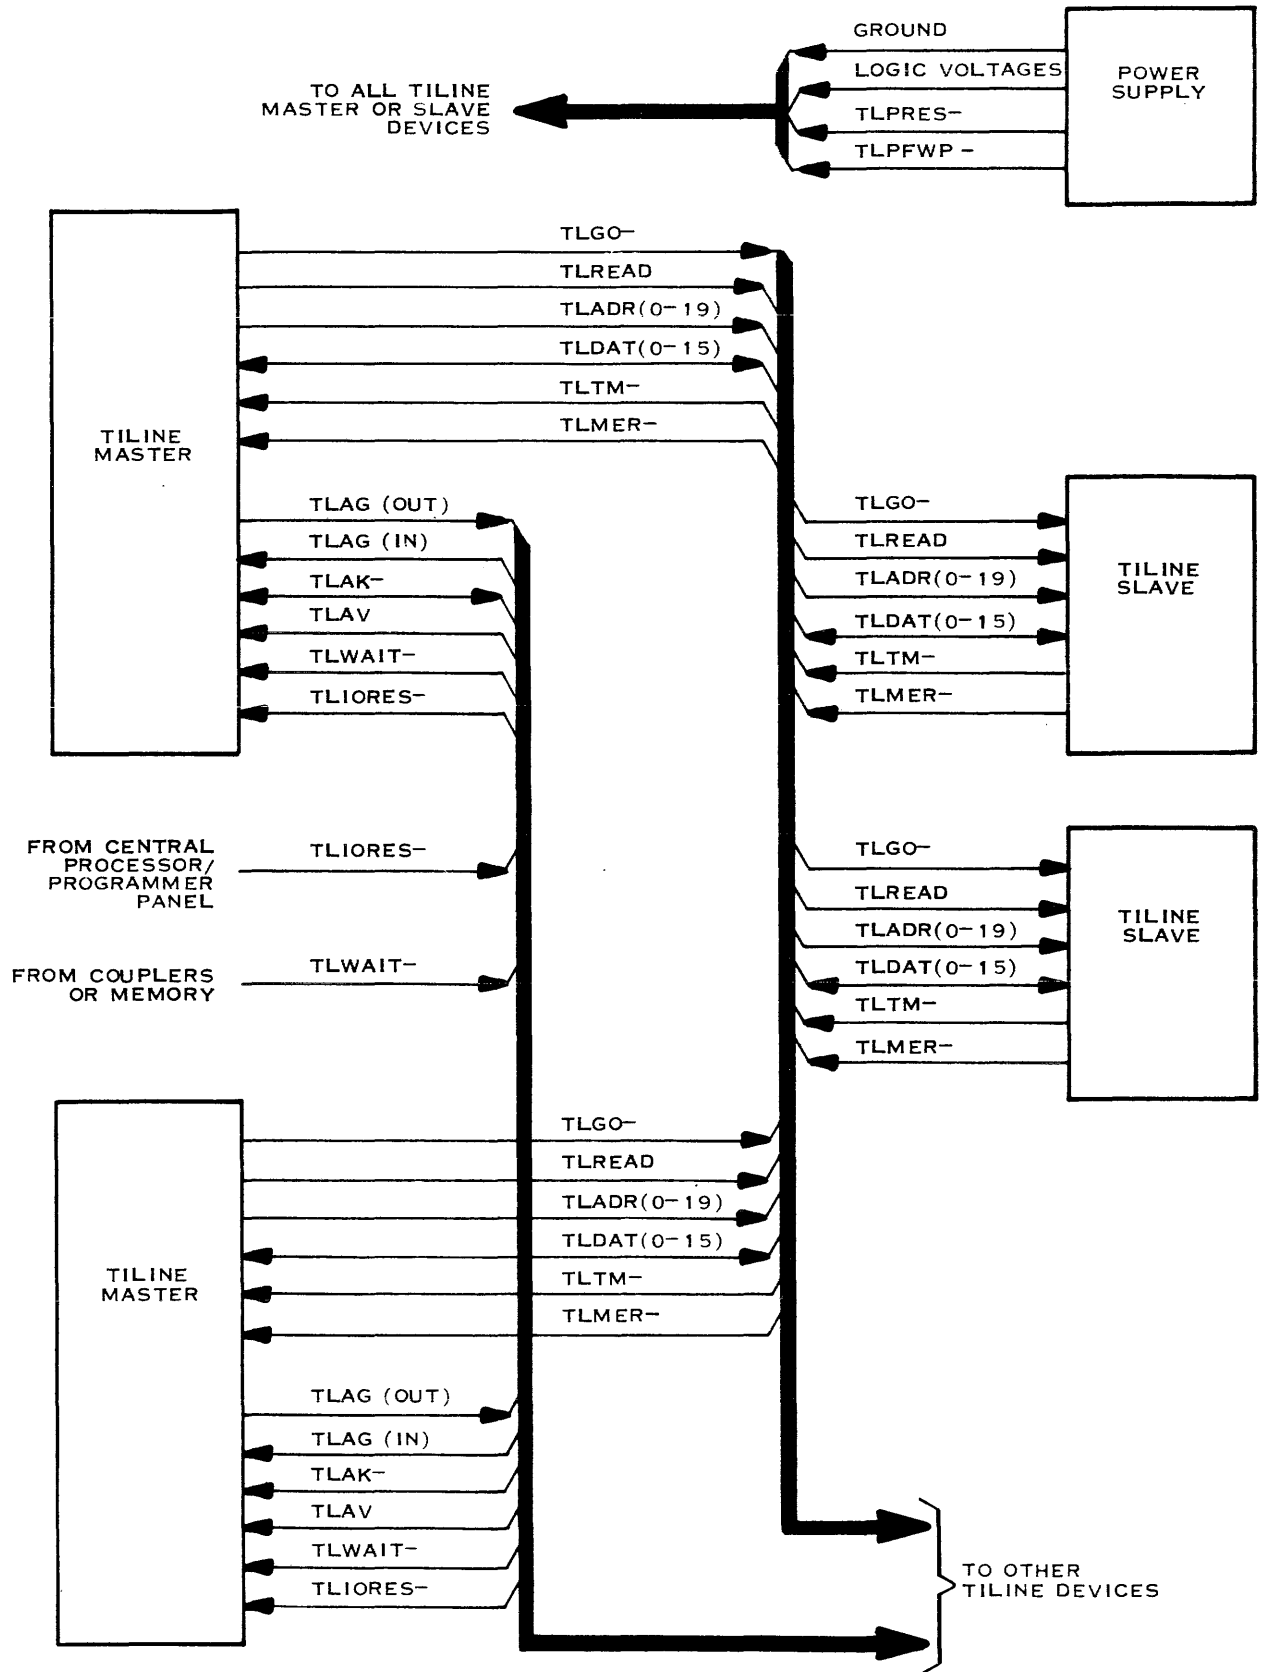 GROUND
LOGIC VOLTAGES
TLPRES-
TLPFWP -
POWER
SUPPLY
TO ALL TILINE
MASTER OR SLAVE
DEVICES
TLGO-
TLREAD
TLADR(0-19)
TLDAT(0-15)
TLTM-
TLMER-
TILINE
MASTER
TLAG (OUT)
TLAG (IN)
TLAK-
TLAV
TLWAIT-
TLIORES-
TLGO-
TLREAD
TLADR(0-19)
TLDAT(0-15)
TLTM-
TLMER-
TILINE
SLAVE
FROM CENTRAL
PROCESSOR/
PROGRAMMER
PANEL
TLIORES-
FROM COUPLERS
OR MEMORY
TLWAIT-
TLGO-
TLREAD
TLADR(0-19)
TLDAT(0-15)
TLTM-
TLMER-
TILINE
SLAVE
TLGO-
TLREAD
TLADR(0-19)
TLDAT(0-15)
TLTM-
TLMER-
TILINE
MASTER
TLAG (OUT)
TLAG (IN)
TLAK-
TLAV
TLWAIT-
TLIORES-
TO OTHER
TILINE DEVICES